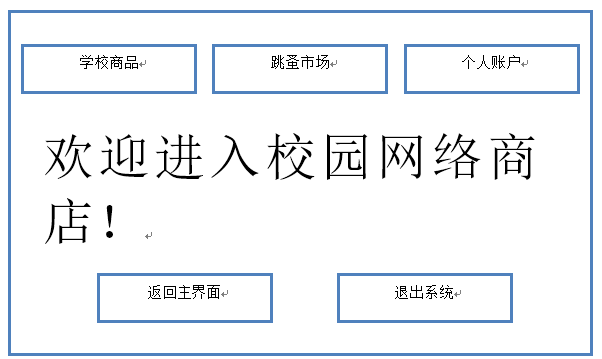 学校商品
跳蚤市场
个人账户
欢迎进入校园网络商
店！
返回主界面
退出系统